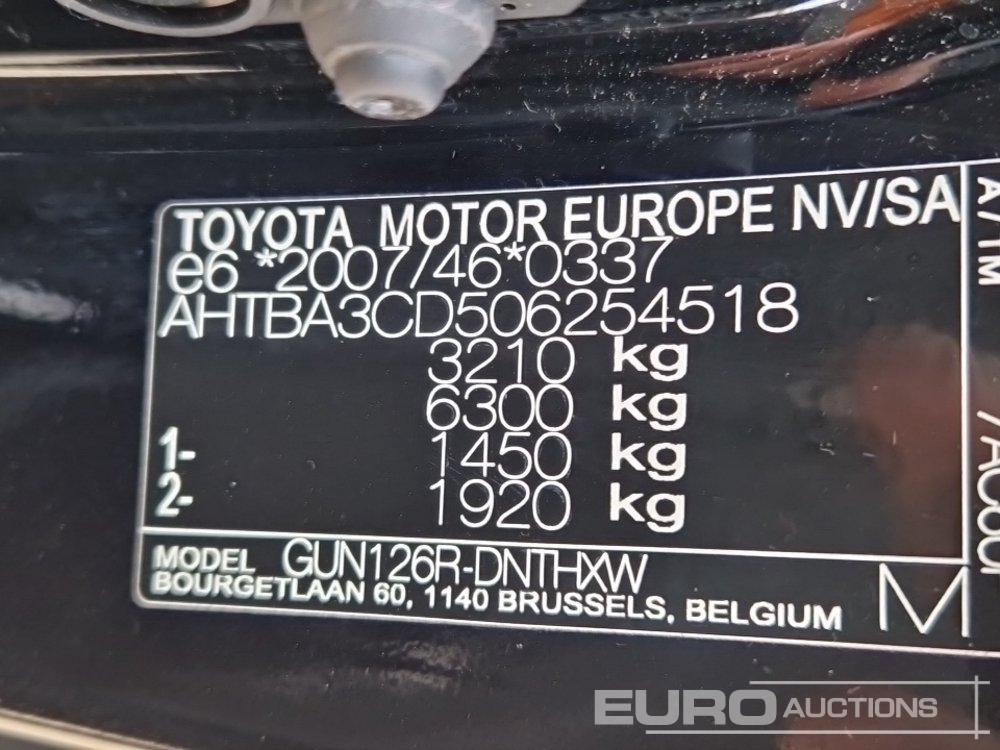 TOYOTA MOTOR EUROPE NV/SA
e6 *2007/46*0337
AHTBA3CD506254518
3210 kg
6300 kg
1- 1450 kg
2- 1920 kg
MODEL GUN126R-DNTHXW
BOURGETLAAN 60, 1140 BRUSSELS, BELGIUM
M
A/TM
EURO AUCTIONS